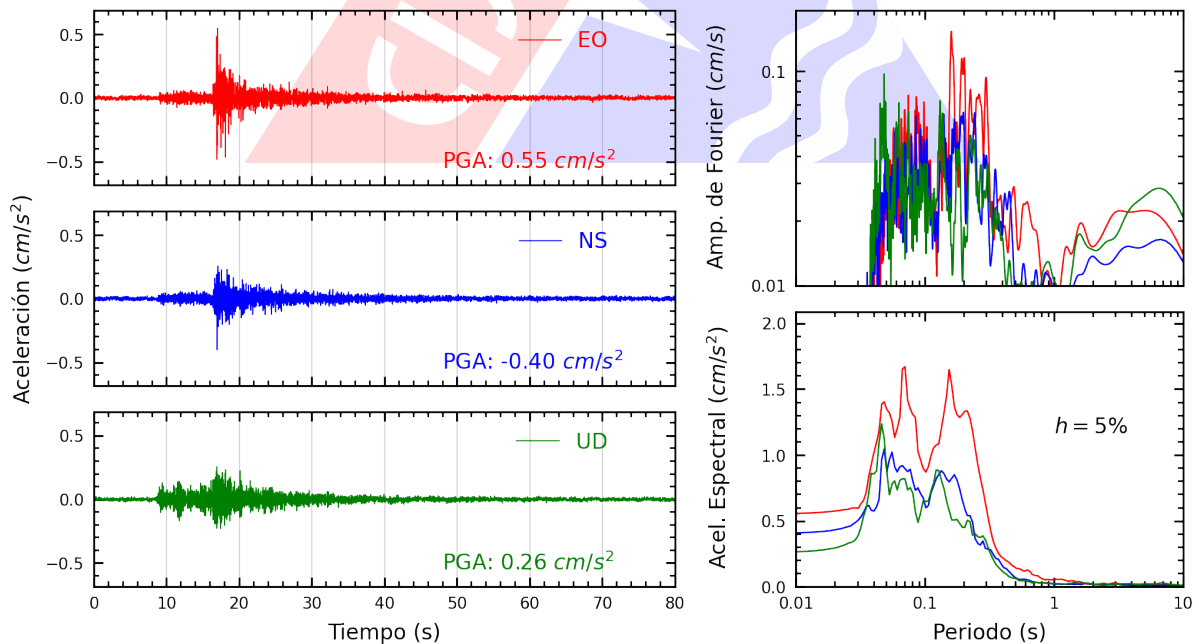 0.5
0.0
−0.5
EO
PGA: 0.55 cm/s²
0.5
0.0
−0.5
NS
PGA: -0.40 cm/s²
0.5
0.0
−0.5
UD
PGA: 0.26 cm/s²
0 10 20 30 40 50 60 70 80
Tiempo (s)
Aceleración (cm/s²)
Amp. de Fourier (cm/s)
0.1
0.01
Acel. Espectral (cm/s²)
2.0
1.5
1.0
0.5
0.0
h = 5%
0.01 0.1 1 10
Periodo (s)